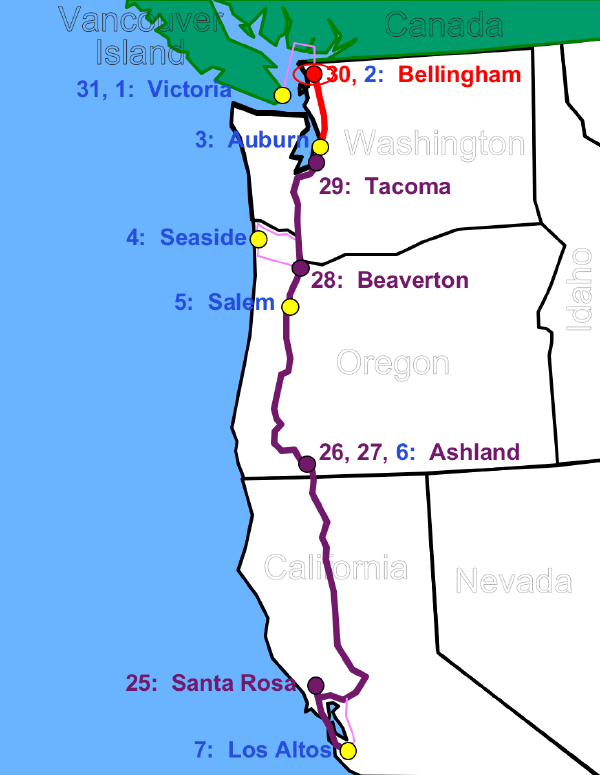 Vancouver
Island
Canada
30, 2: Bellingham
31, 1: Victoria
3: Auburn
Washington
29: Tacoma
4: Seaside
Idaho
28: Beaverton
5: Salem
Oregon
26, 27, 6: Ashland
California
Nevada
25: Santa Rosa
7: Los Altos